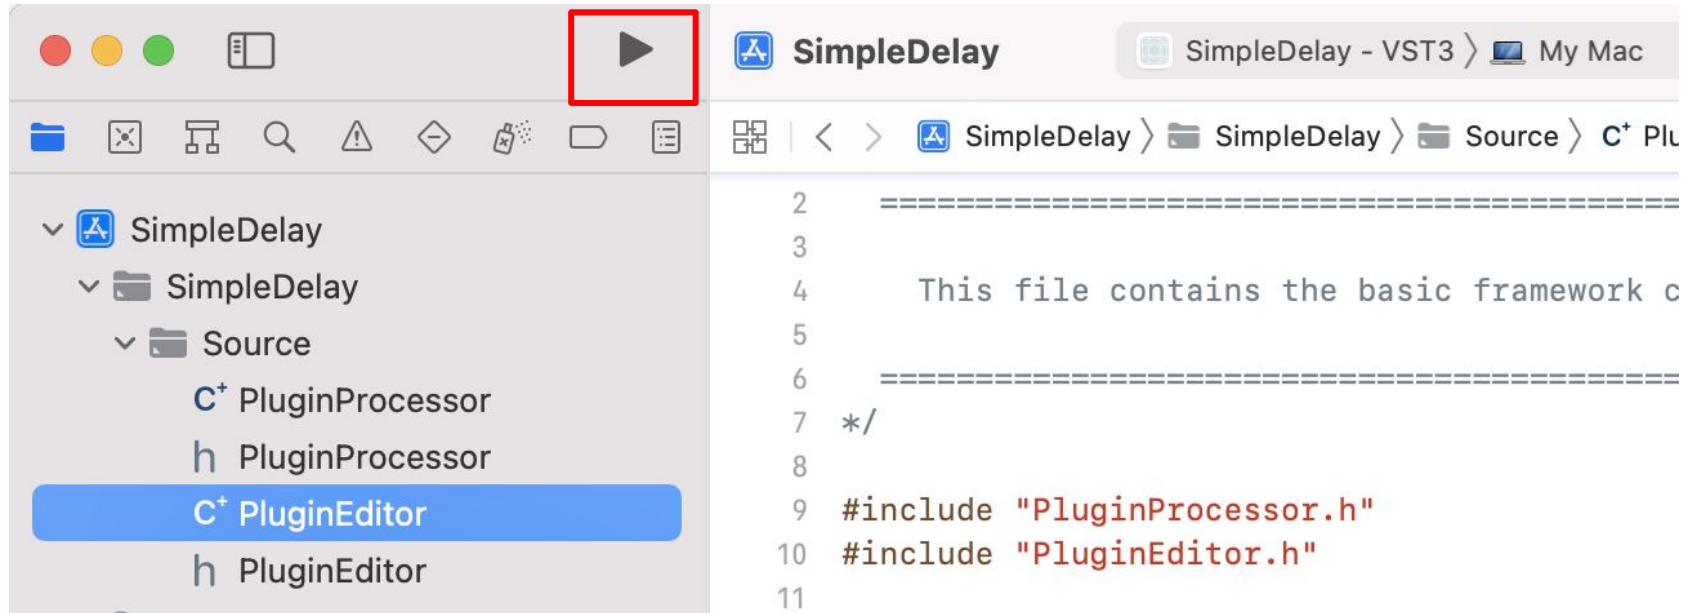 SimpleDelay
SimpleDelay - VST3 〉 My Mac
SimpleDelay 〉 SimpleDelay 〉 Source 〉 C⁺ Plu
SimpleDelay
SimpleDelay
Source
C⁺ PluginProcessor
h PluginProcessor
C⁺ PluginEditor
h PluginEditor
2 ==========================================
3
4 This file contains the basic framework c
5
6 ==========================================
7 */
8
9 #include "PluginProcessor.h"
10 #include "PluginEditor.h"
11